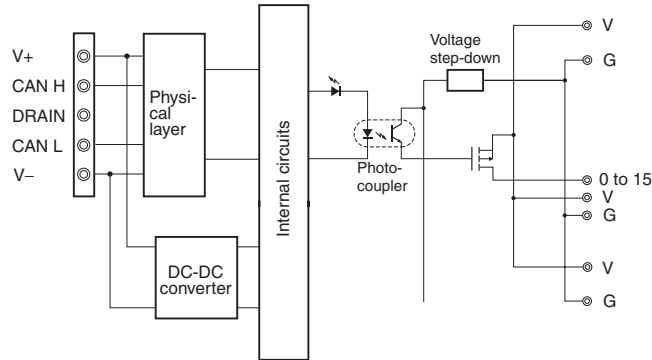 V+
CAN H
DRAIN
CAN L
V–
Physi-
cal
layer
DC-DC
converter
Internal circuits
Photo-
coupler
Voltage
step-down
V
G
0 to 15
V
G
V
G